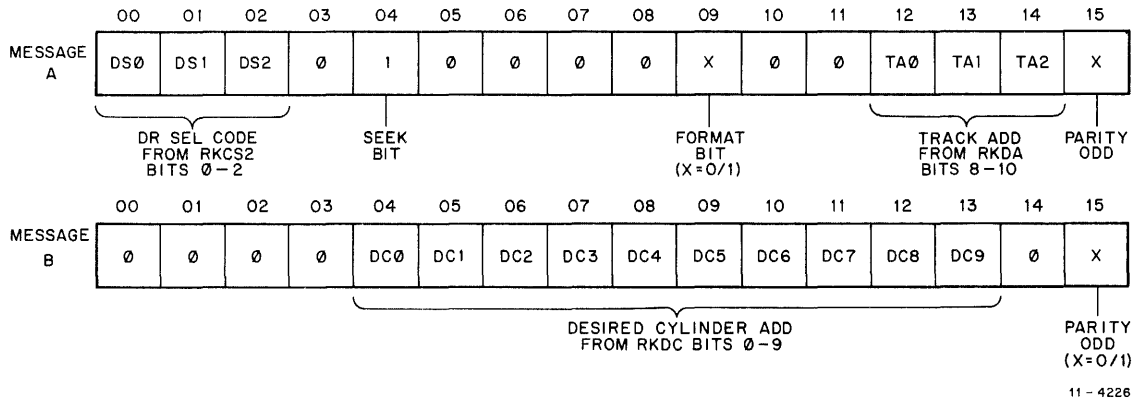 00 01 02 03 04 05 06 07 08 09 10 11 12 13 14 15
MESSAGE
A
DSØ DS1 DS2 Ø 1 Ø Ø Ø Ø X Ø Ø TAØ TA1 TA2 X
DR SEL CODE
FROM RKCS2
BITS Ø-2
SEEK
BIT
FORMAT
BIT
(X=0/1)
TRACK ADD
FROM RKDA
BITS 8-10
PARITY
ODD
00 01 02 03 04 05 06 07 08 09 10 11 12 13 14 15
MESSAGE
B
Ø Ø Ø Ø DCØ DC1 DC2 DC3 DC4 DC5 DC6 DC7 DC8 DC9 Ø X
DESIRED CYLINDER ADD
FROM RKDC BITS Ø-9
PARITY
ODD
(X=0/1)
11-4226